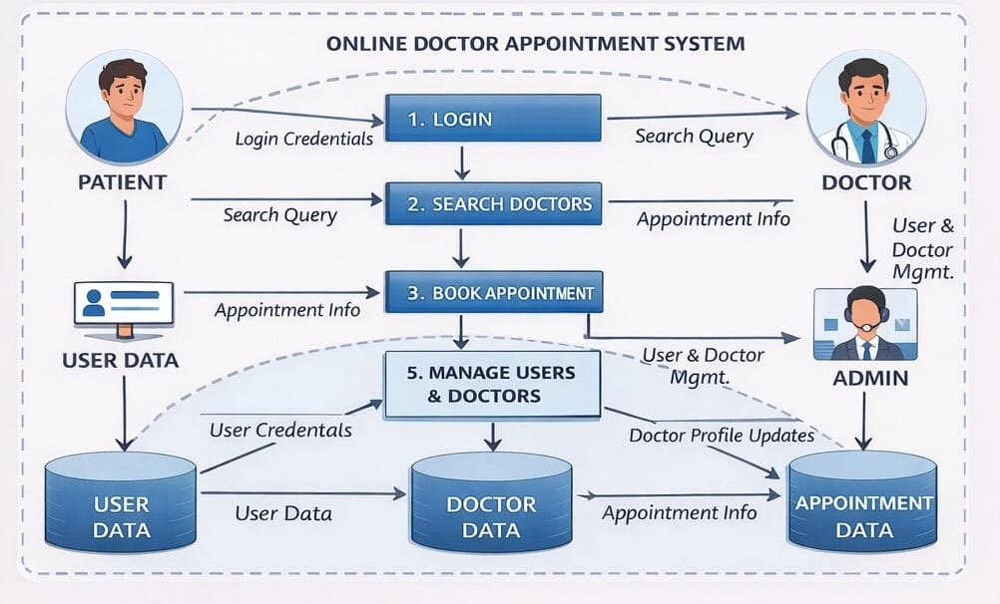 ONLINE DOCTOR APPOINTMENT SYSTEM
1. LOGIN
Login Credentials
Search Query
PATIENT
DOCTOR
2. SEARCH DOCTORS
Search Query
Appointment Info
User &
Doctor
Mgmt.
3. BOOK APPOINTMENT
Appointment Info
USER DATA
User & Doctor
Mgmt.
ADMIN
5. MANAGE USERS
& DOCTORS
User Credentals
Doctor Profile Updates
USER
DATA
User Data
DOCTOR
DATA
Appointment Info
APPOINTMENT
DATA